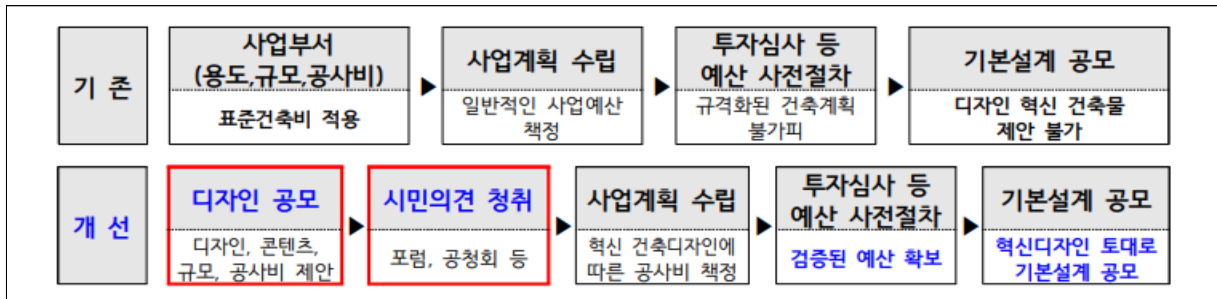 기 존
사업부서
(용도,규모,공사비)
표준건축비 적용
▶
사업계획 수립
일반적인 사업예산
책정
▶
투자심사 등
예산 사전절차
규격화된 건축계획
불가피
▶
기본설계 공모
디자인 혁신 건축물
제안 불가
개 선
디자인 공모
디자인, 콘텐츠,
규모, 공사비 제안
▶
시민의견 청취
포럼, 공청회 등
▶
사업계획 수립
혁신 건축디자인에
따른 공사비 책정
▶
투자심사 등
예산 사전절차
검증된 예산 확보
▶
기본설계 공모
혁신디자인 토대로
기본설계 공모